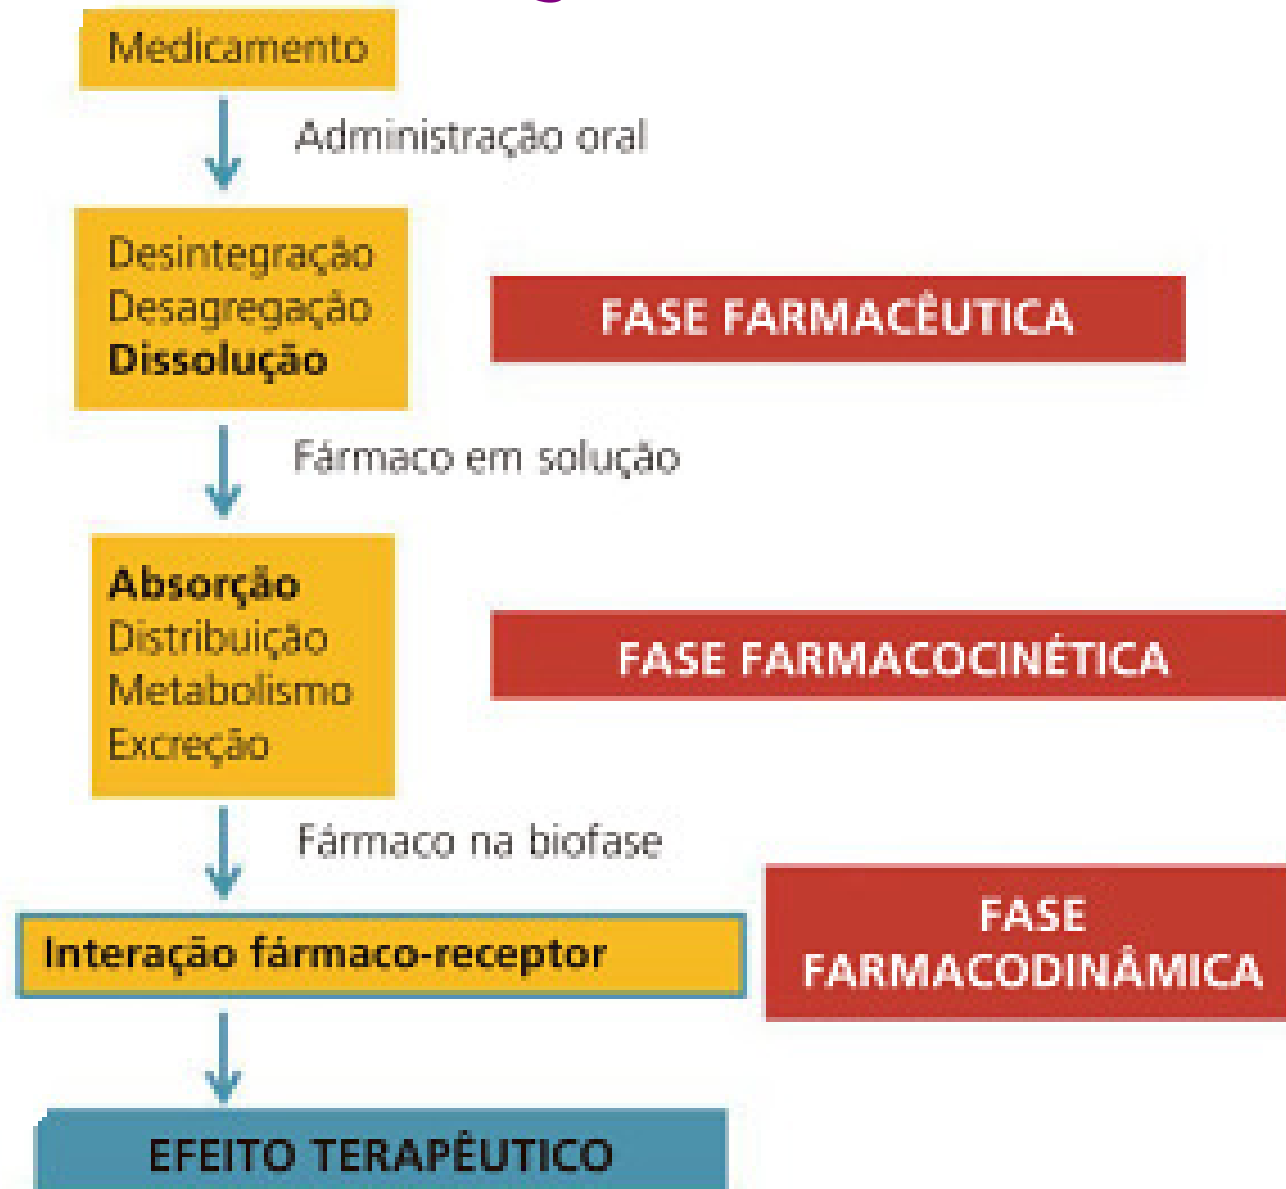 Medicamento
Administração oral
Desintegração
Desagregação
Dissolução
FASE FARMACÊUTICA
Fármaco em solução
Absorção
Distribuição
Metabolismo
Excreção
FASE FARMACOCINÉTICA
Fármaco na biofase
Interação fármaco-receptor
FASE
FARMACODINÂMICA
EFEITO TERAPÊUTICO